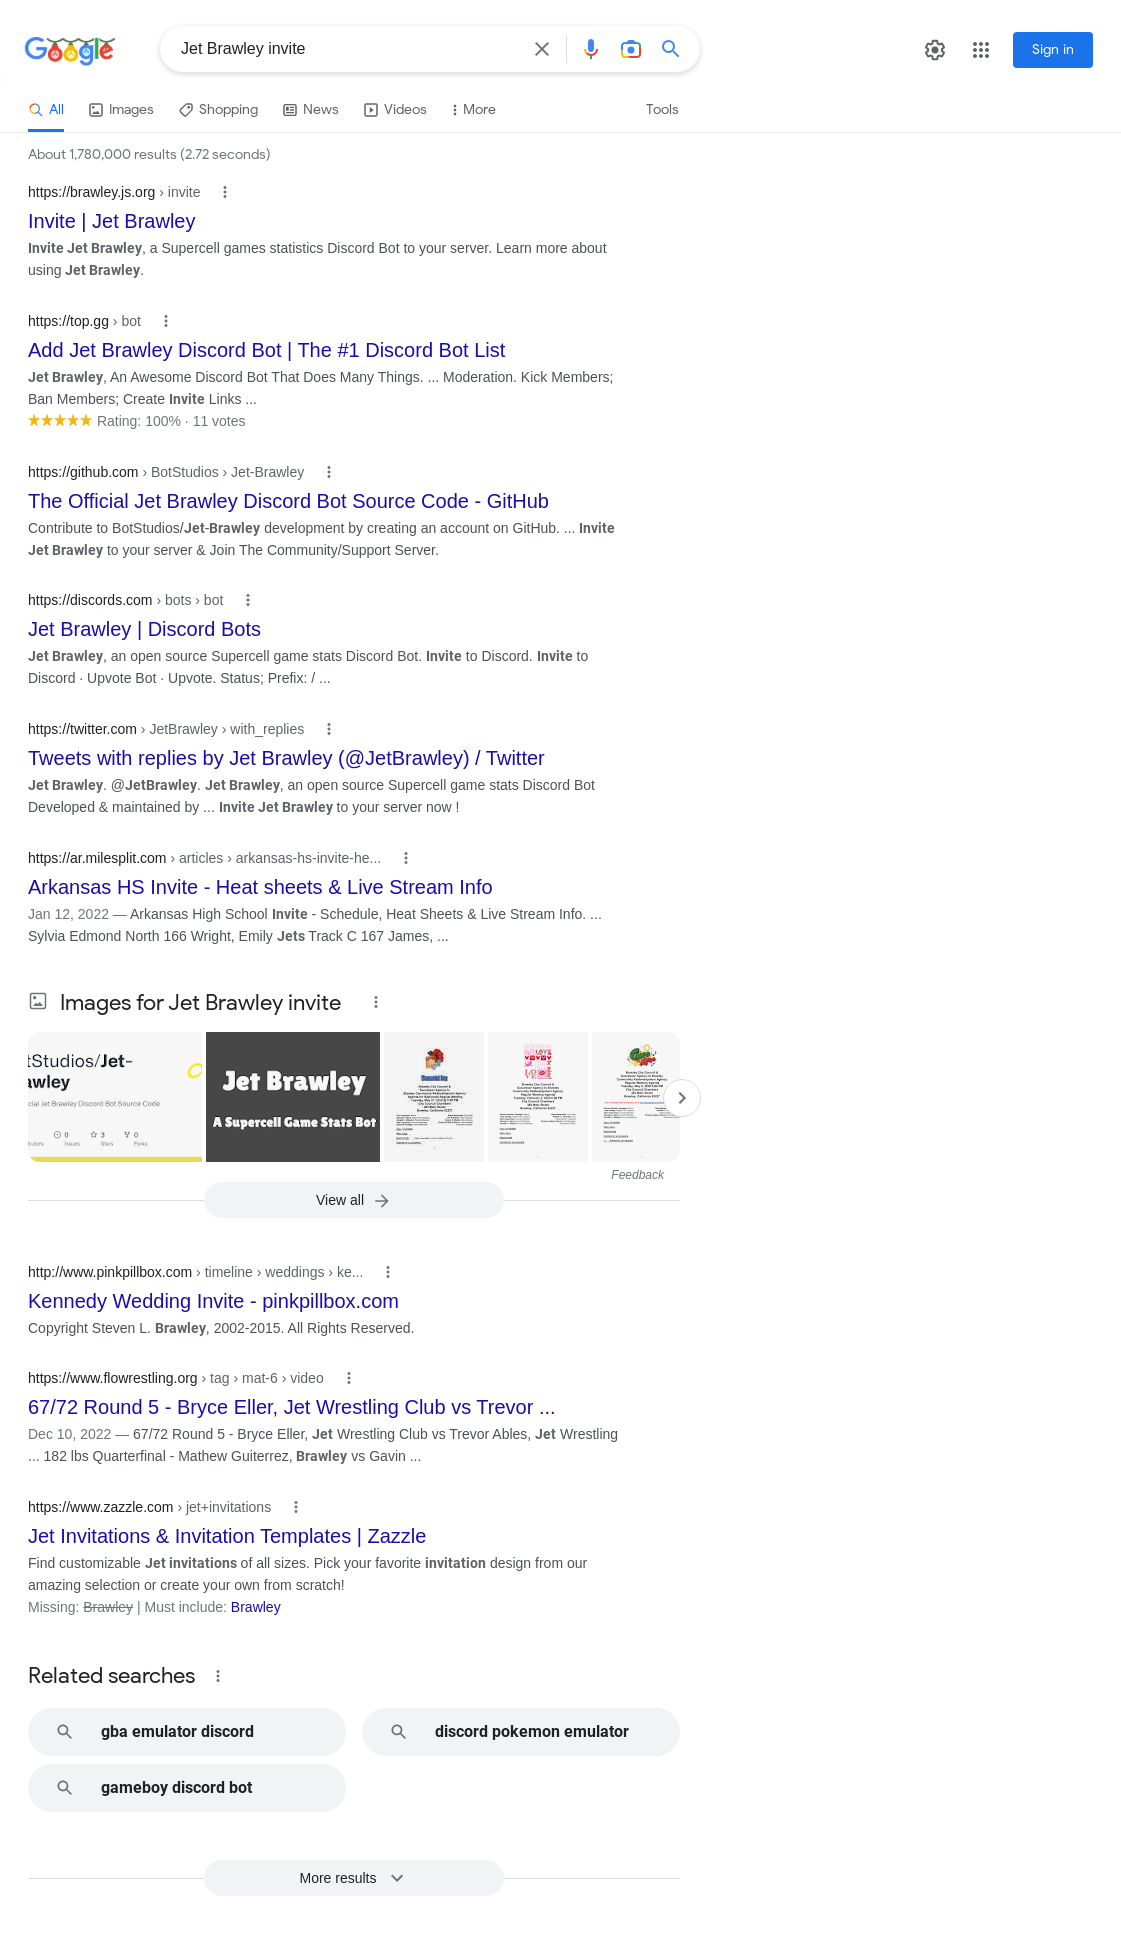 Google
Jet Brawley invite
Sign in
All
Images
Shopping
News
Videos
More
Tools
About 1,780,000 results (2.72 seconds)
https://brawley.js.org › invite
Invite | Jet Brawley
Invite Jet Brawley, a Supercell games statistics Discord Bot to your server. Learn more about
using Jet Brawley.
https://top.gg › bot
Add Jet Brawley Discord Bot | The #1 Discord Bot List
Jet Brawley, An Awesome Discord Bot That Does Many Things. ... Moderation. Kick Members;
Ban Members; Create Invite Links ...
Rating: 100% · 11 votes
https://github.com › BotStudios › Jet-Brawley
The Official Jet Brawley Discord Bot Source Code - GitHub
Contribute to BotStudios/Jet-Brawley development by creating an account on GitHub. ... Invite
Jet Brawley to your server & Join The Community/Support Server.
https://discords.com › bots › bot
Jet Brawley | Discord Bots
Jet Brawley, an open source Supercell game stats Discord Bot. Invite to Discord. Invite to
Discord · Upvote Bot · Upvote. Status; Prefix: / ...
https://twitter.com › JetBrawley › with_replies
Tweets with replies by Jet Brawley (@JetBrawley) / Twitter
Jet Brawley. @JetBrawley. Jet Brawley, an open source Supercell game stats Discord Bot
Developed & maintained by ... Invite Jet Brawley to your server now !
https://ar.milesplit.com › articles › arkansas-hs-invite-he...
Arkansas HS Invite - Heat sheets & Live Stream Info
Jan 12, 2022 — Arkansas High School Invite - Schedule, Heat Sheets & Live Stream Info. ...
Sylvia Edmond North 166 Wright, Emily Jets Track C 167 James, ...
Images for Jet Brawley invite
tStudios/Jet-
awley
cial Jet Brawley Discord Bot Source Code
0
3
0
butors
Issues
Stars
Forks
Jet Brawley
A Supercell Game Stats Bot
Feedback
View all
http://www.pinkpillbox.com › timeline › weddings › ke...
Kennedy Wedding Invite - pinkpillbox.com
Copyright Steven L. Brawley, 2002-2015. All Rights Reserved.
https://www.flowrestling.org › tag › mat-6 › video
67/72 Round 5 - Bryce Eller, Jet Wrestling Club vs Trevor ...
Dec 10, 2022 — 67/72 Round 5 - Bryce Eller, Jet Wrestling Club vs Trevor Ables, Jet Wrestling
... 182 lbs Quarterfinal - Mathew Guiterrez, Brawley vs Gavin ...
https://www.zazzle.com › jet+invitations
Jet Invitations & Invitation Templates | Zazzle
Find customizable Jet invitations of all sizes. Pick your favorite invitation design from our
amazing selection or create your own from scratch!
Missing: Brawley | Must include: Brawley
Related searches
gba emulator discord
discord pokemon emulator
gameboy discord bot
More results